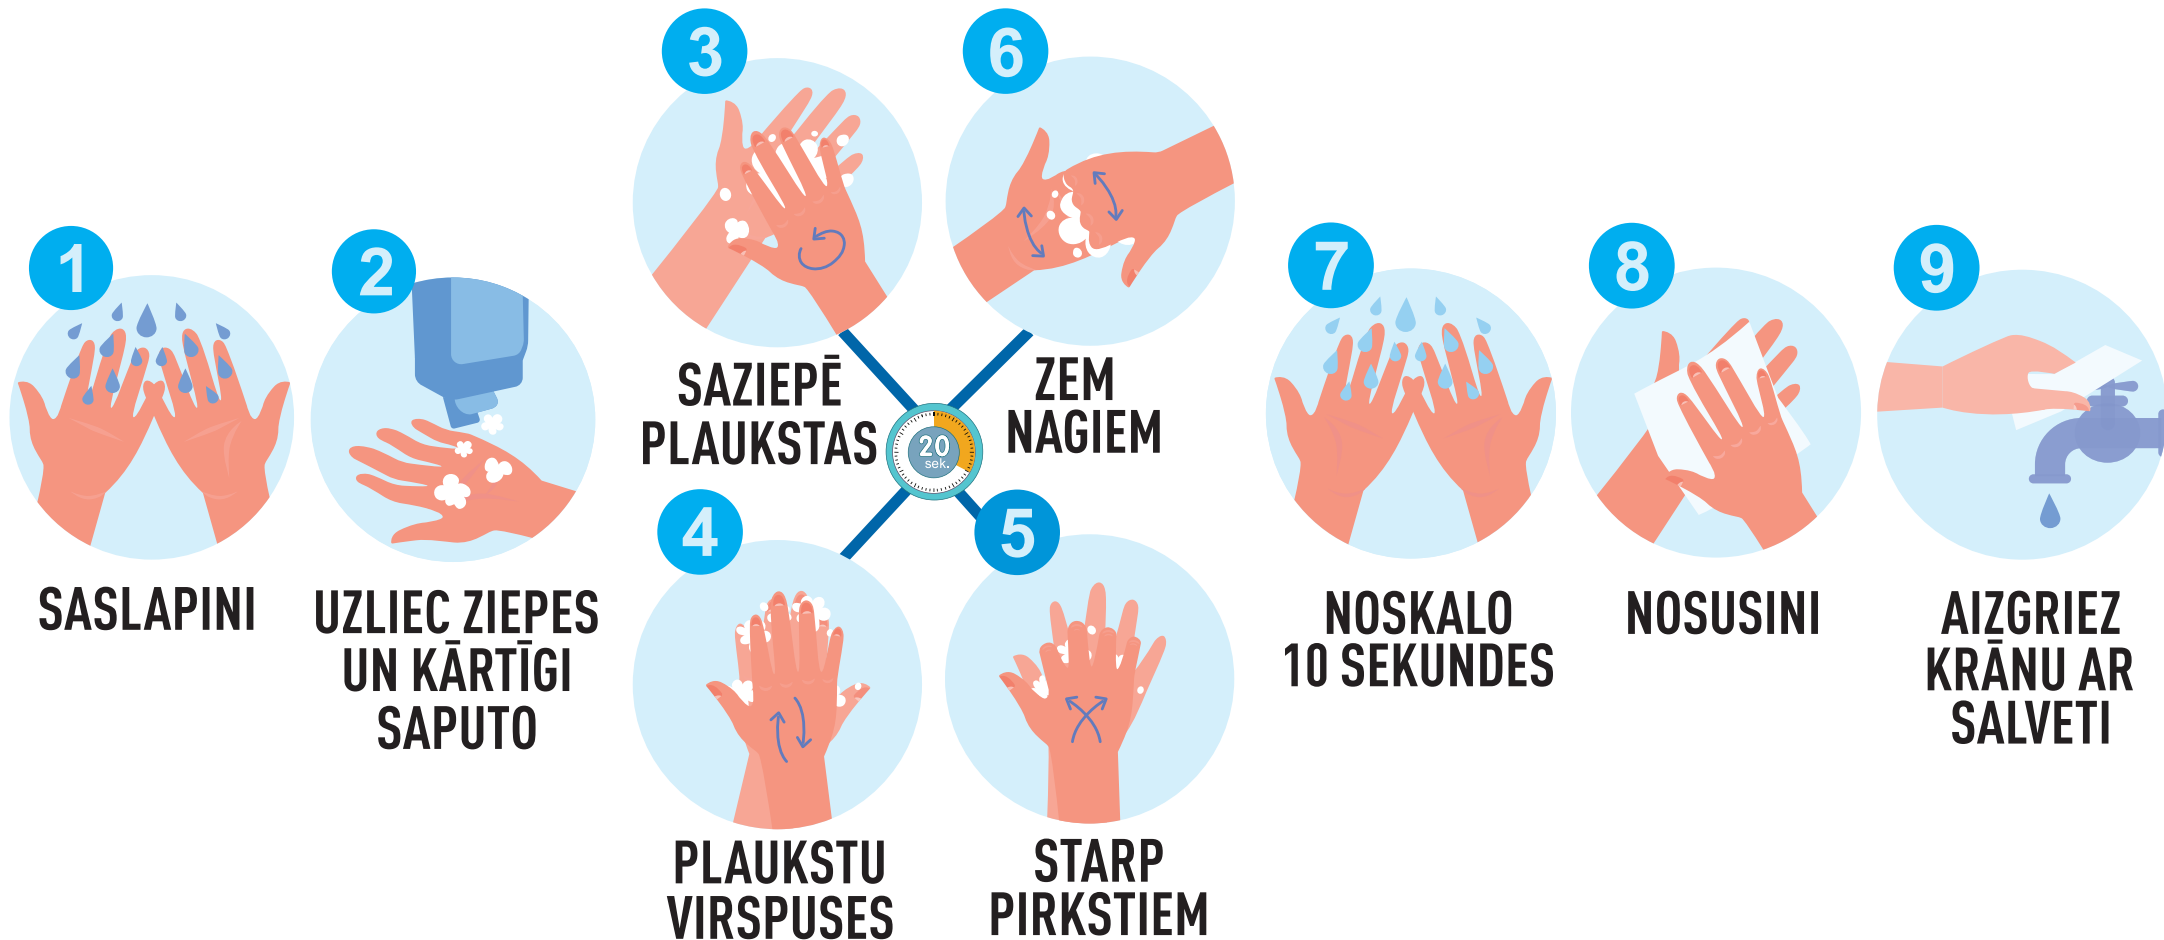 1
SASLAPINI
2
UZLIEC ZIEPES
UN KĀRTĪGI
SAPUTO
3
SAZIEPĒ
PLAUKSTAS
4
PLAUKSTU
VIRSPUSES
5
STARP
PIRKSTIEM
6
ZEM
NAGIEM
20
sek.
7
NOSKALO
10 SEKUNDES
8
NOSUSINI
9
AIZGRIEZ
KRĀNU AR
SALVETI